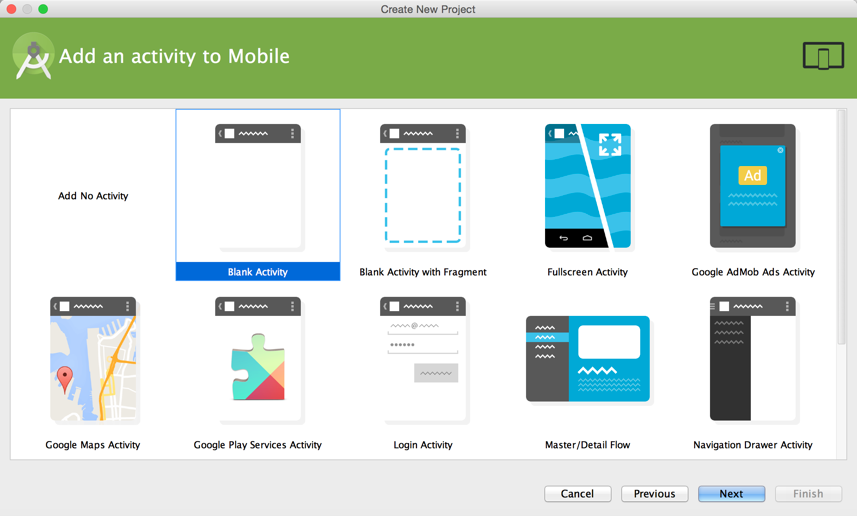 Create New Project
Add an activity to Mobile
Add No Activity
Blank Activity
Blank Activity with Fragment
Fullscreen Activity
Ad
Google AdMob Ads Activity
@
Google Maps Activity
Google Play Services Activity
Login Activity
Master/Detail Flow
Navigation Drawer Activity
Cancel
Previous
Next
Finish